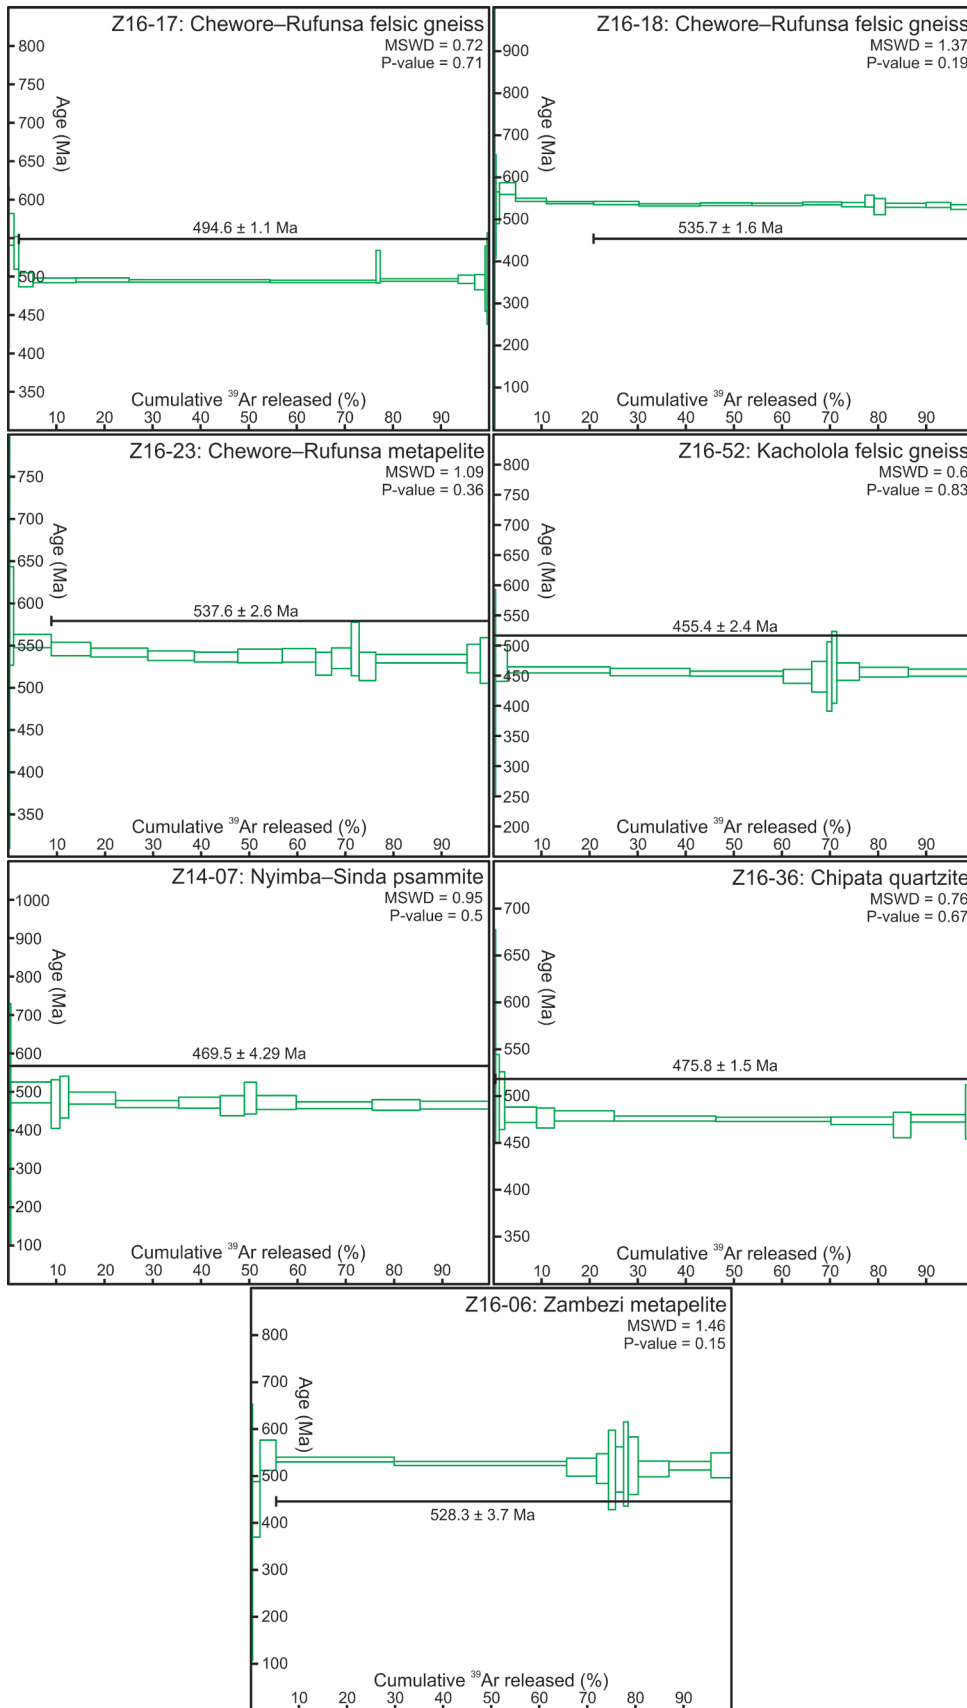 Z16-17: Chewore–Rufunsa felsic gneiss
MSWD = 0.72
P-value = 0.71
Age (Ma)
800
750
700
650
600
500
450
400
350
494.6 ± 1.1 Ma
Cumulative ³⁹Ar released (%)
10 20 30 40 50 60 70 80 90
Z16-18: Chewore–Rufunsa felsic gneiss
MSWD = 1.37
P-value = 0.19
Age (Ma)
900
800
700
600
500
400
300
200
100
535.7 ± 1.6 Ma
Cumulative ³⁹Ar released (%)
10 20 30 40 50 60 70 80 90
Z16-23: Chewore–Rufunsa metapelite
MSWD = 1.09
P-value = 0.36
Age (Ma)
750
700
650
600
550
500
450
400
350
537.6 ± 2.6 Ma
Cumulative ³⁹Ar released (%)
10 20 30 40 50 60 70 80 90
Z16-52: Kacholola felsic gneiss
MSWD = 0.6
P-value = 0.83
Age (Ma)
800
750
700
650
600
550
500
450
400
350
300
250
200
455.4 ± 2.4 Ma
Cumulative ³⁹Ar released (%)
10 20 30 40 50 60 70 80 90
Z14-07: Nyimba–Sinda psammite
MSWD = 0.95
P-value = 0.5
Age (Ma)
1000
900
800
700
600
500
400
300
200
100
469.5 ± 4.29 Ma
Cumulative ³⁹Ar released (%)
10 20 30 40 50 60 70 80 90
Z16-36: Chipata quartzite
MSWD = 0.76
P-value = 0.67
Age (Ma)
700
650
600
550
500
450
400
350
475.8 ± 1.5 Ma
Cumulative ³⁹Ar released (%)
10 20 30 40 50 60 70 80 90
Z16-06: Zambezi metapelite
MSWD = 1.46
P-value = 0.15
Age (Ma)
800
700
600
500
400
300
200
100
528.3 ± 3.7 Ma
Cumulative ³⁹Ar released (%)
10 20 30 40 50 60 70 80 90